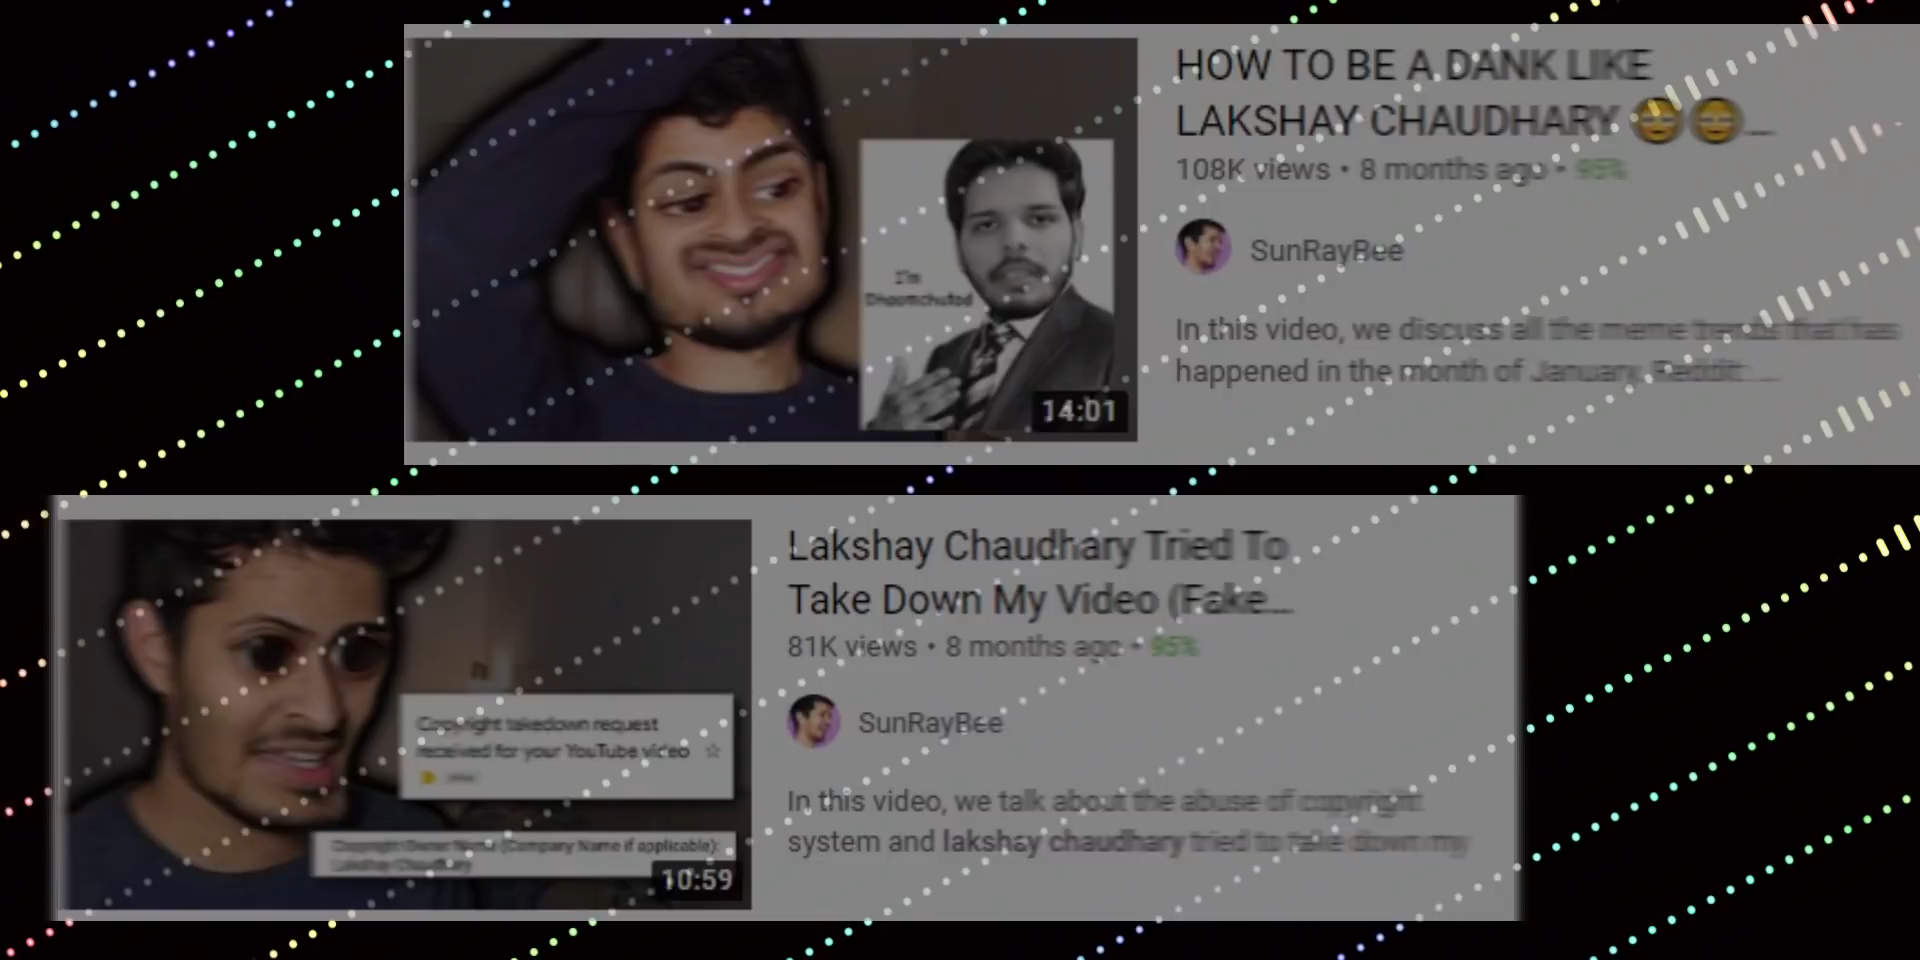 HOW TO BE A DANK LIKE
LAKSHAY CHAUDHARY 😄😄...
108K views • 8 months ago • 95%
SunRayBee
I'm
Dhoomchutod
In this video, we discuss all the meme trends that has
happened in the month of January. Reddit: ...
14:01
Lakshay Chaudhary Tried To
Take Down My Video (Fake...
81K views • 8 months ago • 95%
Copyright takedown request
received for your YouTube video
SunRayBee
In this video, we talk about the abuse of copyright
system and lakshay chaudhary tried to take down my
Copyright Owner Name (Company Name if applicable):
Lakshay Chaudhary
10:59